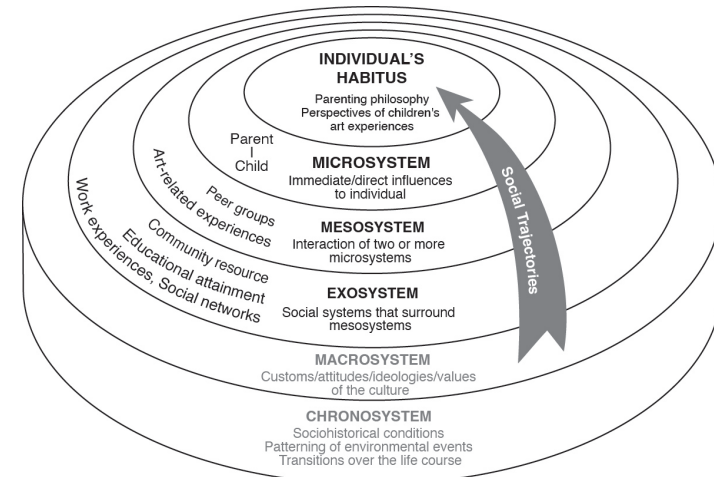 INDIVIDUAL'S
HABITUS
Parenting philosophy
Perspectives of children's
art experiences
Parent
Child
MICROSYSTEM
Immediate/direct influences
to individual
Art-related experiences
Peer groups
MESOSYSTEM
Interaction of two or more
microsystems
Work experiences, Social networks
Educational attainment
Community resource
EXOSYSTEM
Social systems that surround
mesosystems
MACROSYSTEM
Customs/attitudes/ideologies/values
of the culture
CHRONOSYSTEM
Sociohistorical conditions
Patterning of environmental events
Transitions over the life course
Social Trajectories